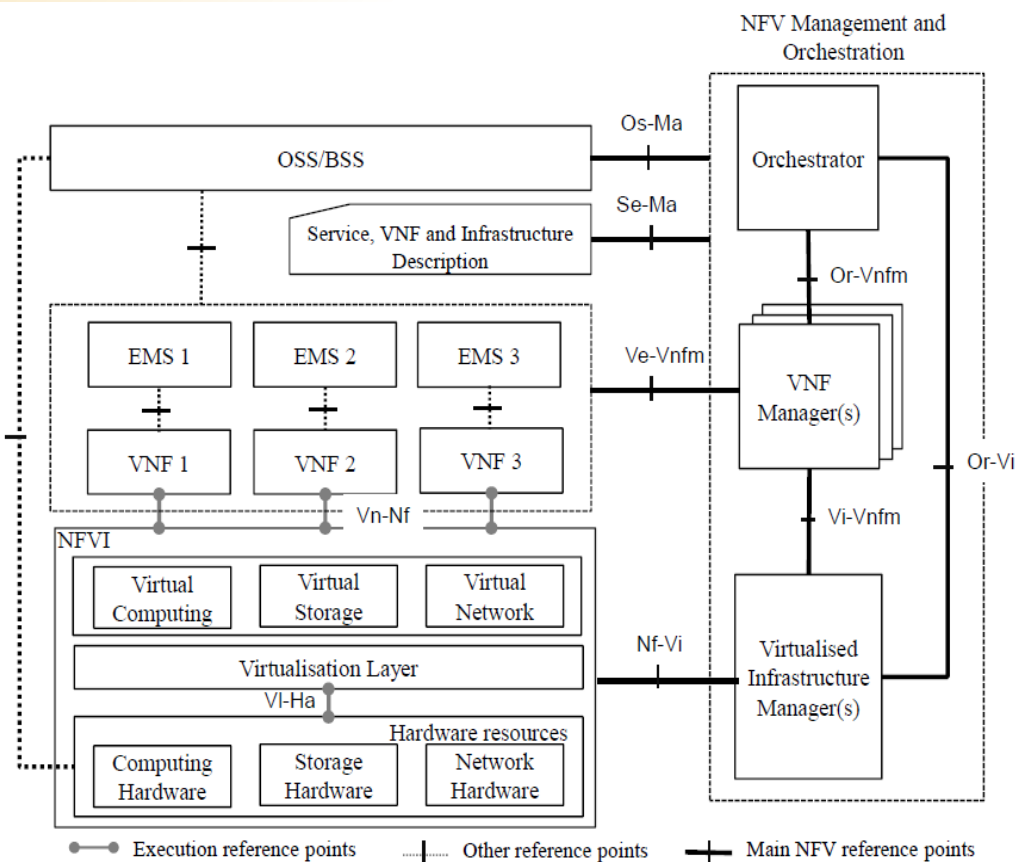 NFV Management and
Orchestration
Os-Ma
OSS/BSS
Orchestrator
Se-Ma
Service, VNF and Infrastructure
Description
Or-Vnfm
EMS 1
EMS 2
EMS 3
Ve-Vnfm
VNF
Manager(s)
VNF 1
VNF 2
VNF 3
Or-Vi
Vn-Nf
Vi-Vnfm
NFVI
Virtual
Computing
Virtual
Storage
Virtual
Network
Nf-Vi
Virtualised
Infrastructure
Manager(s)
Virtualisation Layer
Vl-Ha
Hardware resources
Computing
Hardware
Storage
Hardware
Network
Hardware
Execution reference points
Other reference points
Main NFV reference points